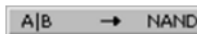 A|B → NAND